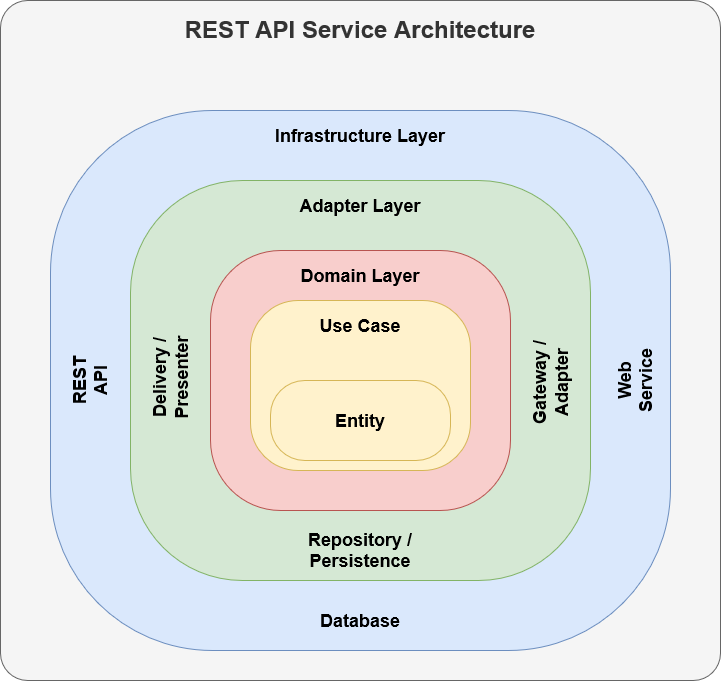 REST API Service Architecture
Infrastructure Layer
Adapter Layer
Domain Layer
Use Case
Entity
REST
API
Delivery /
Presenter
Gateway /
Adapter
Web
Service
Repository /
Persistence
Database